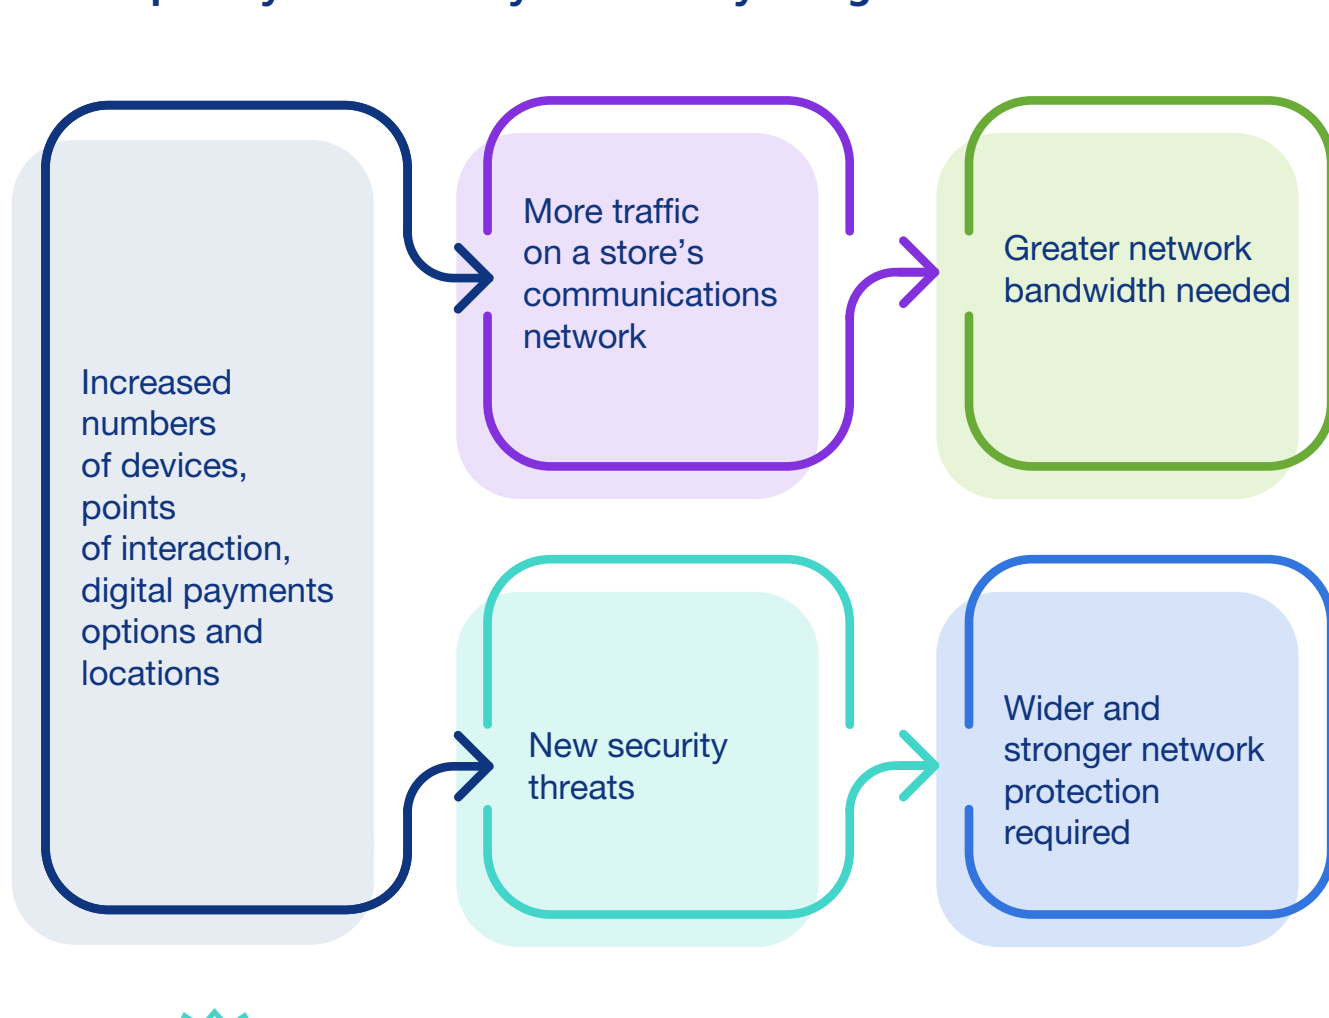 Increased
numbers
of devices,
points
of interaction,
digital payments
options and
locations
More traffic
on a store’s
communications
network
Greater network
bandwidth needed
New security
threats
Wider and
stronger network
protection
required